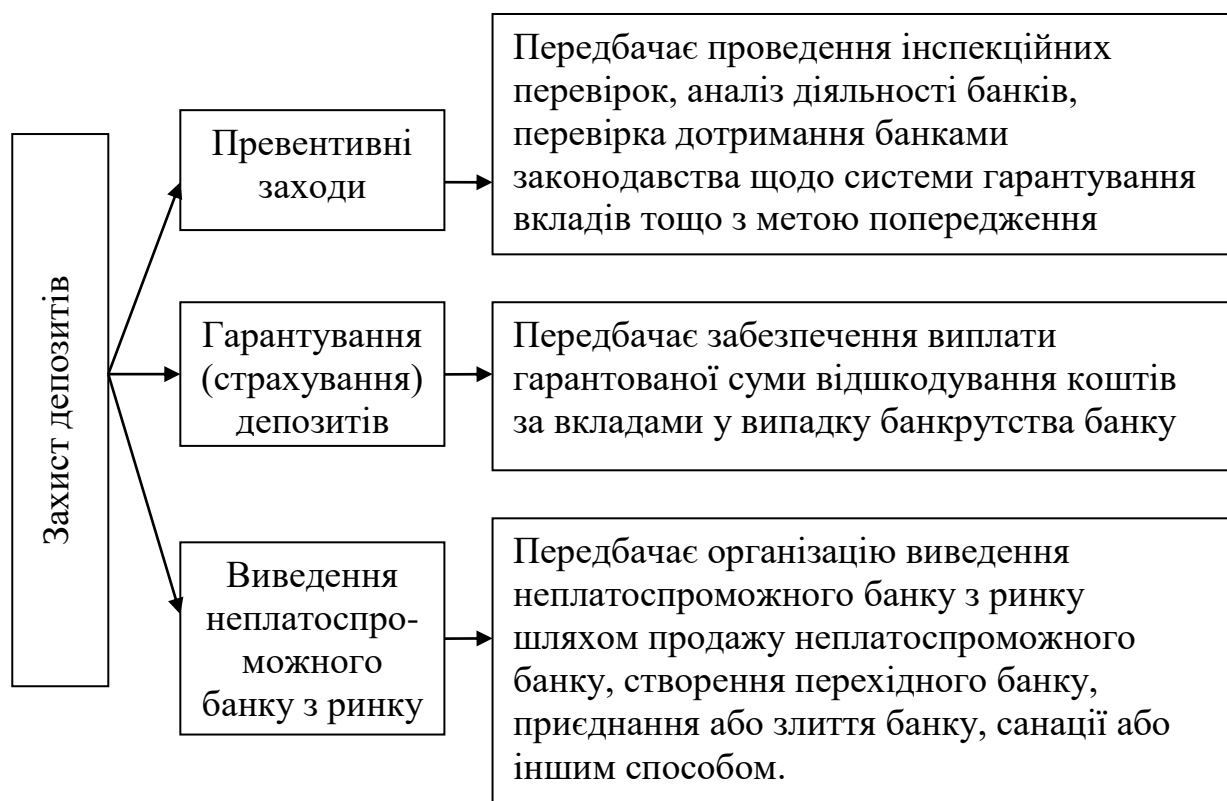 Захист депозитів
Превентивні
заходи
Передбачає проведення інспекційних
перевірок, аналіз діяльності банків,
перевірка дотримання банками
законодавства щодо системи гарантування
вкладів тощо з метою попередження
Гарантування
(страхування)
депозитів
Передбачає забезпечення виплати
гарантованої суми відшкодування коштів
за вкладами у випадку банкрутства банку
Виведення
неплатоспро-
можного
банку з ринку
Передбачає організацію виведення
неплатоспроможного банку з ринку
шляхом продажу неплатоспроможного
банку, створення перехідного банку,
приєднання або злиття банку, санації або
іншим способом.